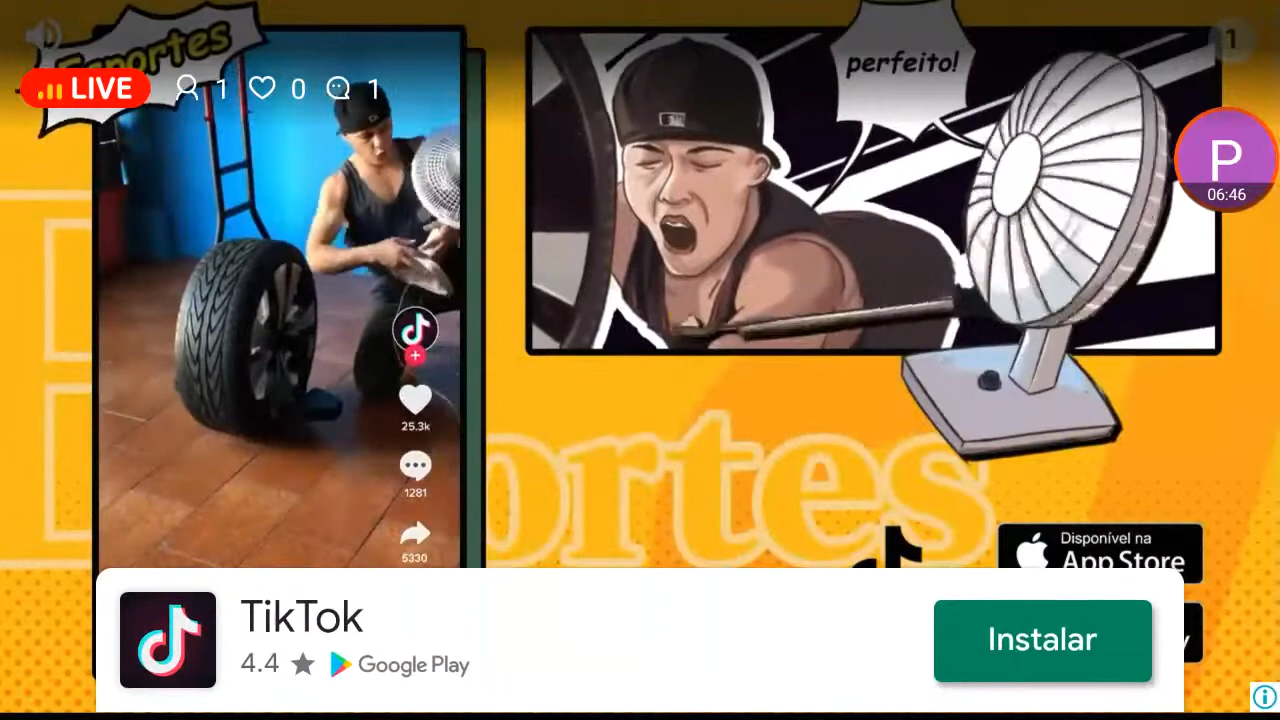 Esportes
LIVE
1
0
1
perfeito!
1
P
06:46
25.3k
1281
5330
ortes
Disponível na
App Store
TikTok
4.4
Google Play
Instalar
y